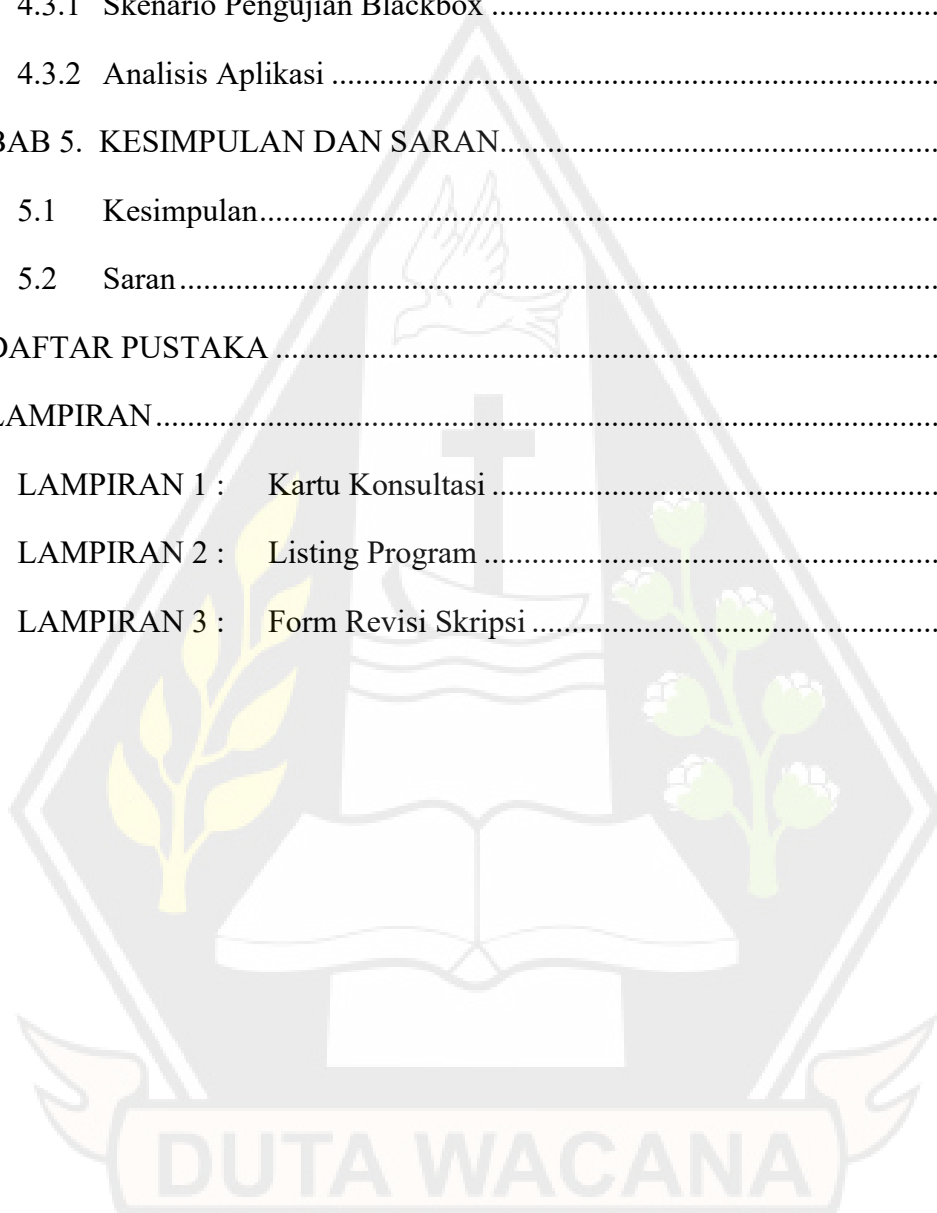 4.3.1 Skenario Pengujian Blackbox ..........................................................
4.3.2 Analisis Aplikasi ..............................................................................
BAB 5. KESIMPULAN DAN SARAN........................................................
5.1 Kesimpulan.......................................................................................
5.2 Saran.................................................................................................
DAFTAR PUSTAKA ...................................................................................
LAMPIRAN..................................................................................................
LAMPIRAN 1 : Kartu Konsultasi ..........................................................
LAMPIRAN 2 : Listing Program ...........................................................
LAMPIRAN 3 : Form Revisi Skripsi .....................................................
DUTA WACANA